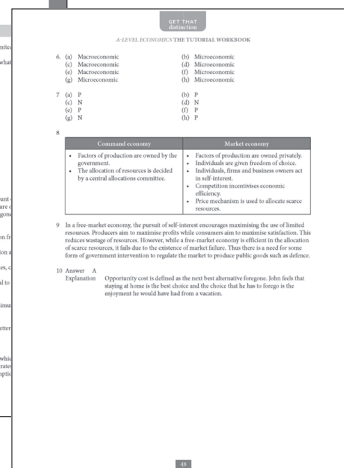 GET THAT
distinction
A-LEVEL ECONOMICS THE TUTORIAL WORKBOOK
6. (a) Macroeconomic (b) Microeconomic
(c) Macroeconomic (d) Microeconomic
(e) Macroeconomic (f) Microeconomic
(g) Microeconomic (h) Macroeconomic
7 (a) P (b) P
(c) N (d) N
(e) P (f) P
(g) N (h) P
8
Command economy Market economy
• Factors of production are owned by the government.
• The allocation of resources is decided by a central allocations committee.
• Factors of production are owned privately.
• Individuals are given freedom of choice.
• Individuals, firms and business owners act in self-interest.
• Competition incentivises economic efficiency.
• Price mechanism is used to allocate scarce resources.
9 In a free-market economy, the pursuit of self-interest encourages maximising the use of limited
resources. Producers aim to maximise profits while consumers aim to maximise satisfaction. This
reduces wastage of resources. However, while a free-market economy is efficient in the allocation
of scarce resources, it fails due to the existence of market failure. Thus there is a need for some
form of government intervention to regulate the market to produce public goods such as defence.
10 Answer A
Explanation Opportunity cost is defined as the next best alternative foregone. John feels that
staying at home is the best choice and the choice that he has to forego is the
enjoyment he would have had from a vacation.